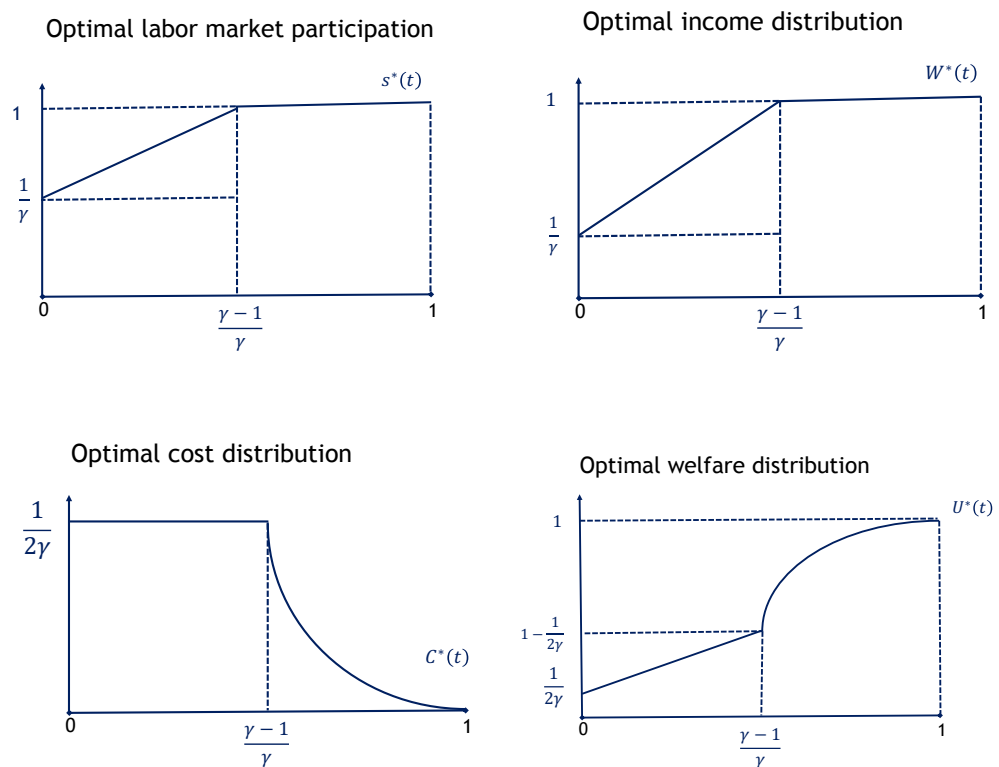 Optimal labor market participation
s*(t)
1
1/γ
0
(γ − 1)/γ
1
Optimal income distribution
W*(t)
1
1/γ
0
(γ − 1)/γ
1
Optimal cost distribution
1/2γ
C*(t)
0
(γ − 1)/γ
1
Optimal welfare distribution
U*(t)
1
1 − 1/2γ
1/2γ
0
(γ − 1)/γ
1